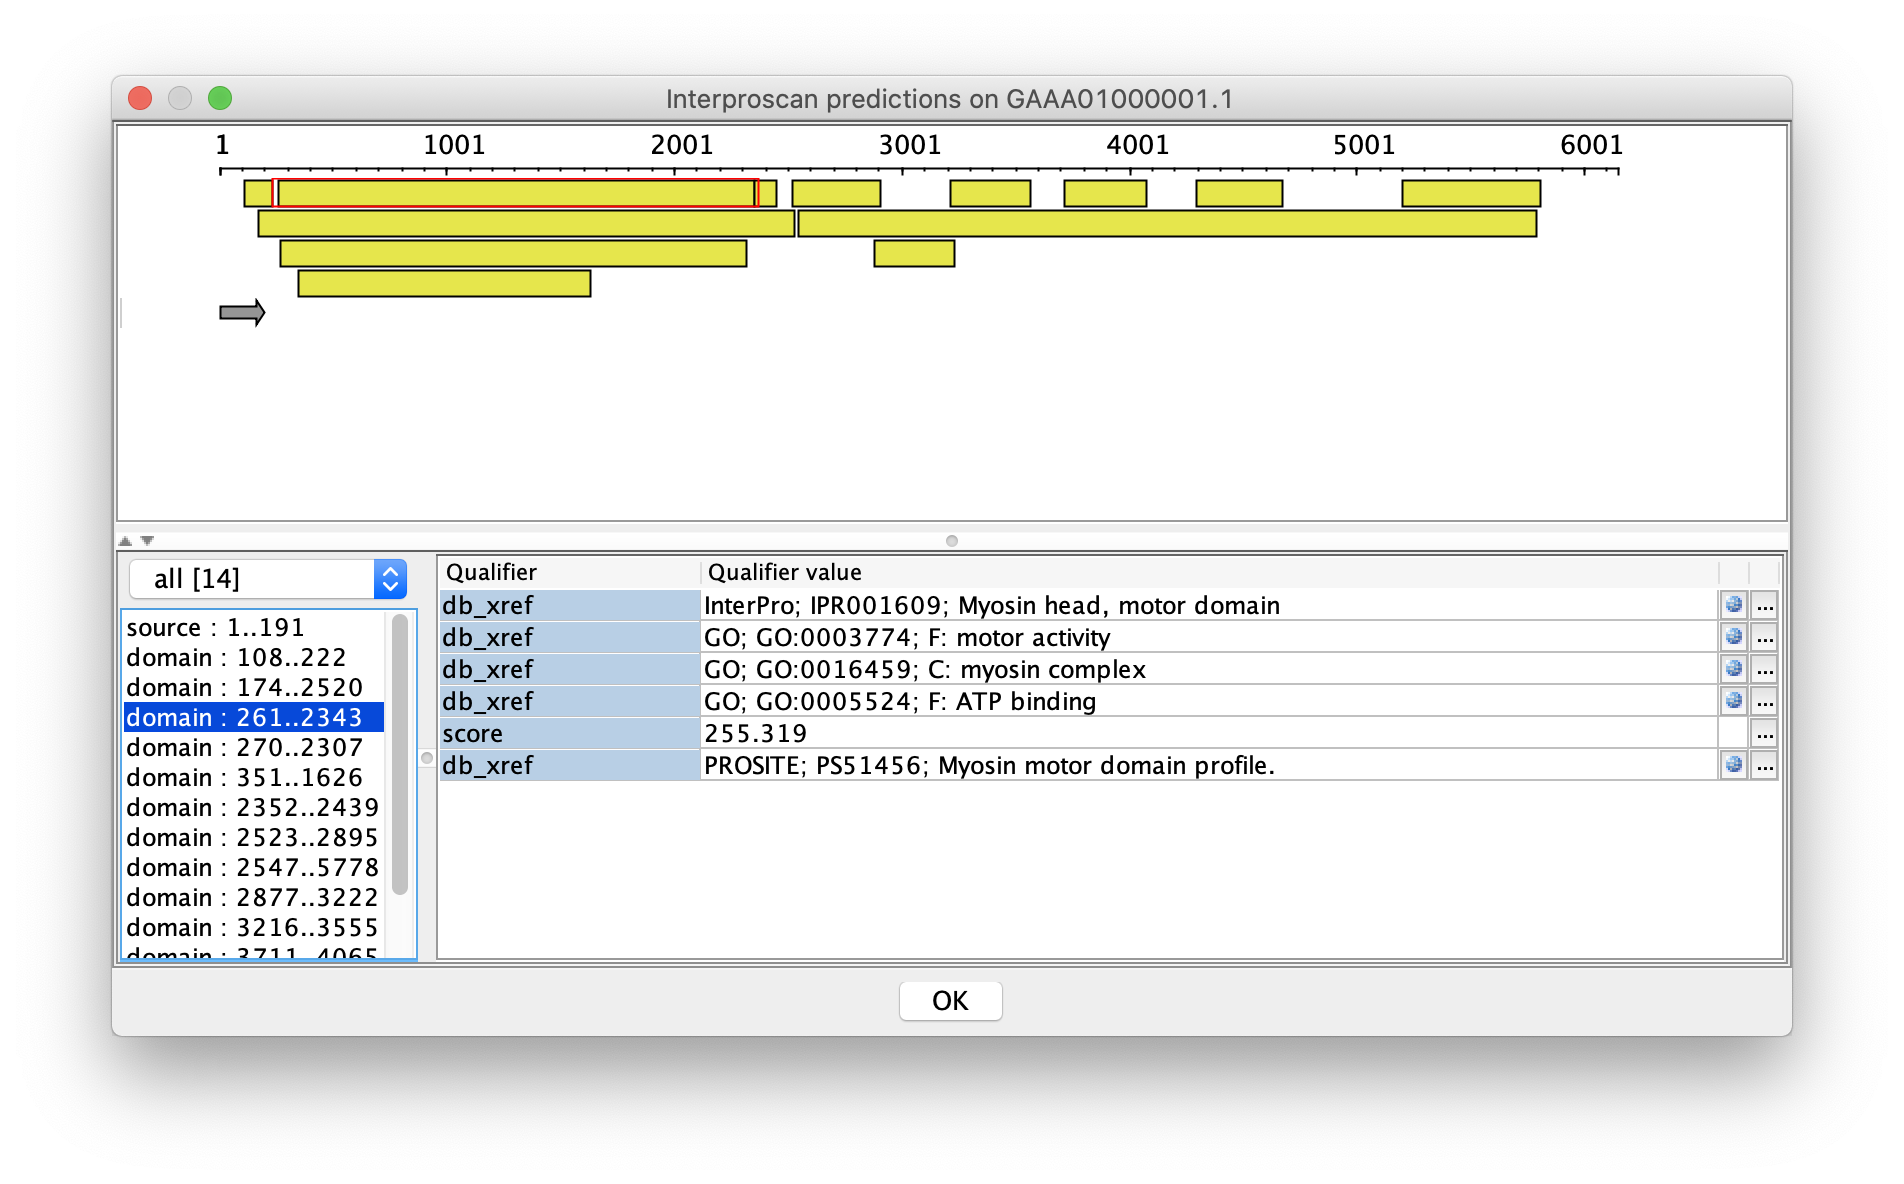 Interproscan predictions on GAAA01000001.1
1 1001 2001 3001 4001 5001 6001
all [14]
source : 1..191
domain : 108..222
domain : 174..2520
domain : 261..2343
domain : 270..2307
domain : 351..1626
domain : 2352..2439
domain : 2523..2895
domain : 2547..5778
domain : 2877..3222
domain : 3216..3555
domain : 3711..4065
Qualifier Qualifier value
db_xref InterPro; IPR001609; Myosin head, motor domain
db_xref GO; GO:0003774; F: motor activity
db_xref GO; GO:0016459; C: myosin complex
db_xref GO; GO:0005524; F: ATP binding
score 255.319
db_xref PROSITE; PS51456; Myosin motor domain profile.
OK